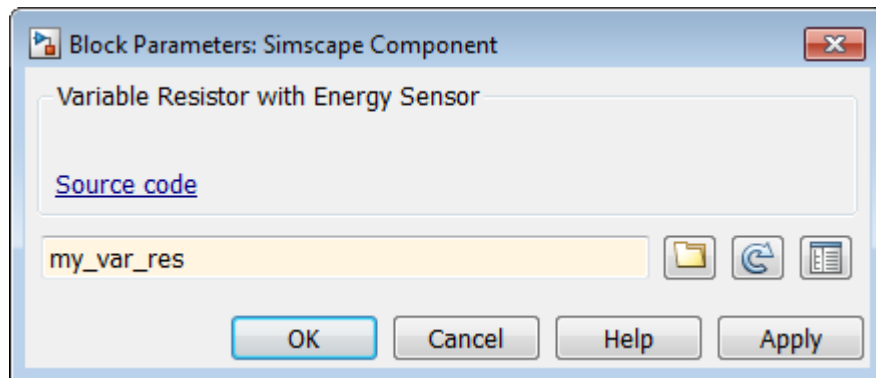 Block Parameters: Simscape Component
Variable Resistor with Energy Sensor
Source code
my_var_res
OK Cancel Help Apply